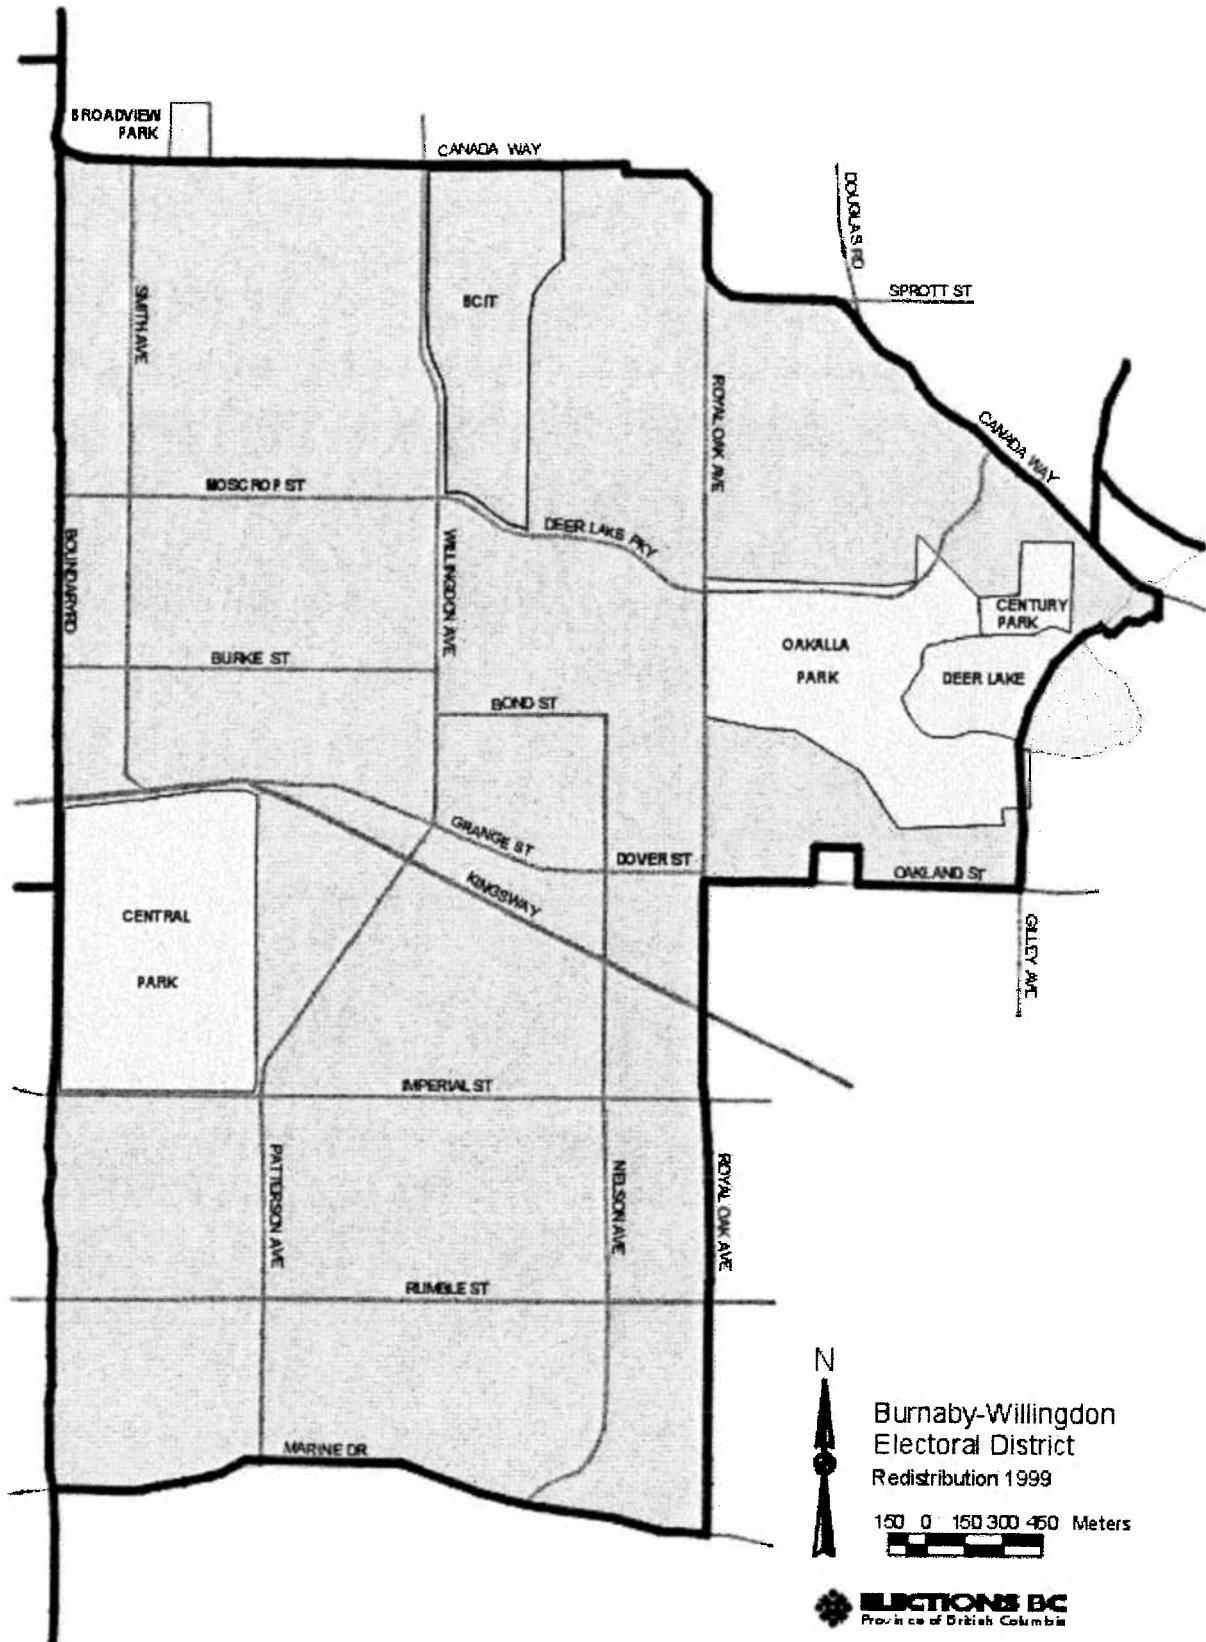 BROADVIEW
PARK
CANADA WAY
DOUGLAS RD
SPROTT ST
SMITH AVE
BCIT
ROYAL OAK AVE
CANADA WAY
MOSCROP ST
DEER LAKE PKY
BOUNDARY RD
WILLINGDON AVE
CENTURY
PARK
OAKALLA
PARK
BURKE ST
DEER LAKE
BOND ST
GRANGE ST
DOVER ST
OAKLAND ST
KINGSWAY
CENTRAL
PARK
GILLEY AVE
IMPERIAL ST
PATTERSON AVE
NELSON AVE
ROYAL OAK AVE
RUMBLE ST
MARINE DR
N
Burnaby-Willingdon
Electoral District
Redistribution 1999
150 0 150 300 450 Meters
ELECTIONS BC
Province of British Columbia